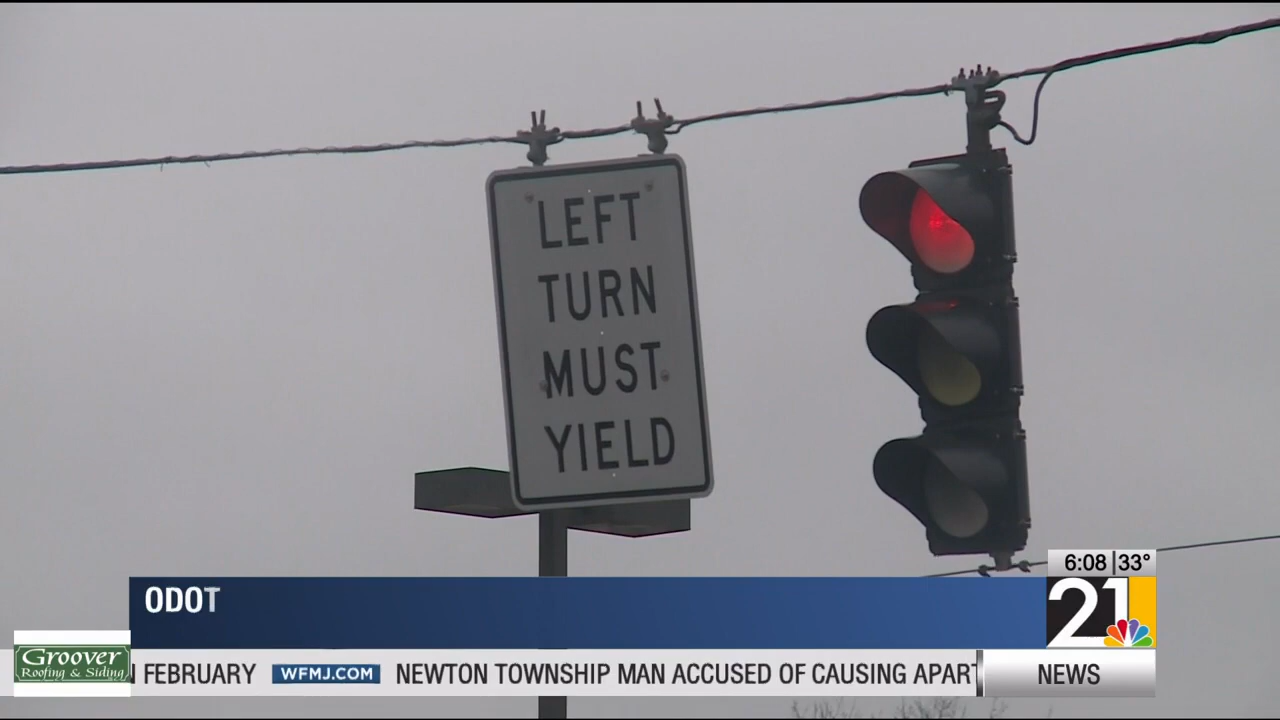 LEFT
TURN
MUST
YIELD
6:08 33°
ODOT
21
Groover
Roofing & Siding
FEBRUARY WFMJ.COM NEWTON TOWNSHIP MAN ACCUSED OF CAUSING APART
NEWS